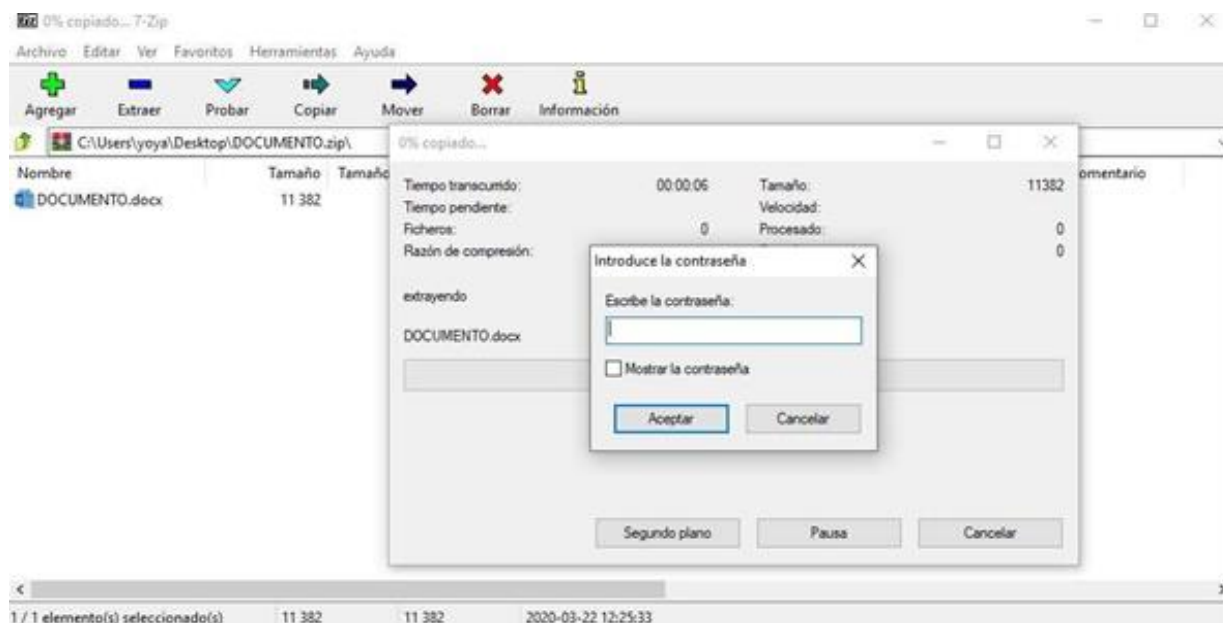 0% copiado... 7-Zip
Archivo Editar Ver Favoritos Herramientas Ayuda
Agregar Extraer Probar Copiar Mover Borrar Información
C:\Users\yoya\Desktop\DOCUMENTO.zip\
Nombre Tamaño Tamaño omentario
DOCUMENTO.docx 11 382
0% copiado...
Tiempo transcurrido: 00:00:06 Tamaño: 11382
Tiempo pendiente: Velocidad:
Ficheros: 0 Procesado: 0
Razón de compresión: 0
extrayendo
DOCUMENTO.docx
Introduce la contraseña
Escribe la contraseña:
Mostrar la contraseña
Aceptar Cancelar
Segundo plano Pausa Cancelar
1 / 1 elemento(s) seleccionado(s) 11 382 11 382 2020-03-22 12:25:33